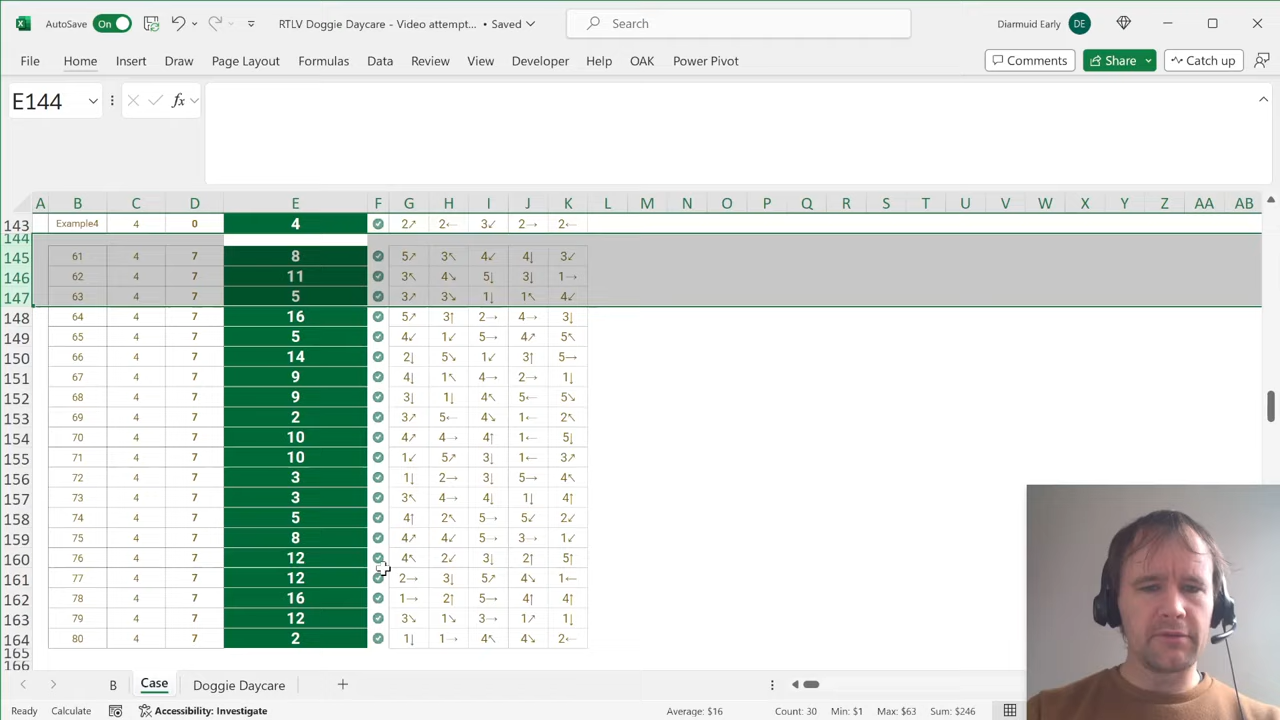 AutoSave On RTLV Doggie Daycare - Video attempt... • Saved Search Diarmuid Early DE
File Home Insert Draw Page Layout Formulas Data Review View Developer Help OAK Power Pivot Comments Share Catch up
E144 fx
A B C D E F G H I J K L M N O P Q R S T U V W X Y Z AA AB
143 Example4 4 0 4 2↗ 2← 3↙ 2→ 2←
144
145 61 4 7 8 5↗ 3↖ 4↙ 4↓ 3↙
146 62 4 7 11 3↖ 4↘ 5↓ 3↓ 1→
147 63 4 7 5 3↗ 3↘ 1↓ 1↖ 4↙
148 64 4 7 16 5↗ 3↑ 2→ 4→ 3↓
149 65 4 7 5 4↙ 1↙ 5→ 4↗ 5↖
150 66 4 7 14 2↓ 5↘ 1↙ 3↑ 5→
151 67 4 7 9 4↓ 1↖ 4→ 2→ 1↓
152 68 4 7 9 3↓ 1↓ 4↖ 5← 5↘
153 69 4 7 2 3↗ 5← 4↘ 1← 2↖
154 70 4 7 10 4↗ 4→ 4↑ 1← 5↓
155 71 4 7 10 1↙ 5↗ 3↓ 1← 3↗
156 72 4 7 3 1↓ 2→ 3↓ 5→ 4↖
157 73 4 7 3 3↖ 4→ 4↓ 1↓ 4↑
158 74 4 7 5 4↑ 2↖ 5→ 5↙ 2↙
159 75 4 7 8 4↗ 4↙ 5→ 3→ 1↙
160 76 4 7 12 4↖ 2↙ 3↓ 2↑ 5↑
161 77 4 7 12 2→ 3↓ 5↗ 4↘ 1←
162 78 4 7 16 1→ 2↑ 5→ 4↑ 4↑
163 79 4 7 12 3↘ 1↘ 3→ 1↗ 1↓
164 80 4 7 2 1↓ 1→ 4↖ 4↘ 2←
165
166
B Case Doggie Daycare
Ready Calculate Accessibility: Investigate Average: $16 Count: 30 Min: $1 Max: $63 Sum: $246